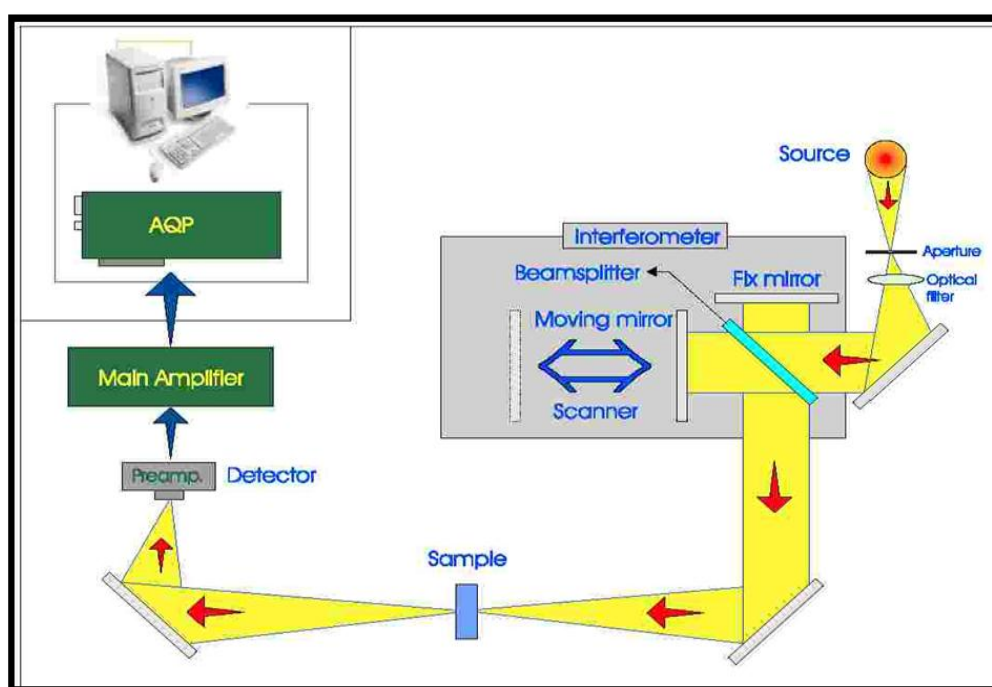 Source
AQP
Interferometer
Aperture
Beamsplitter
Fix mirror
Optical
filter
Moving mirror
Main Amplifier
Scanner
Preamp.
Detector
Sample